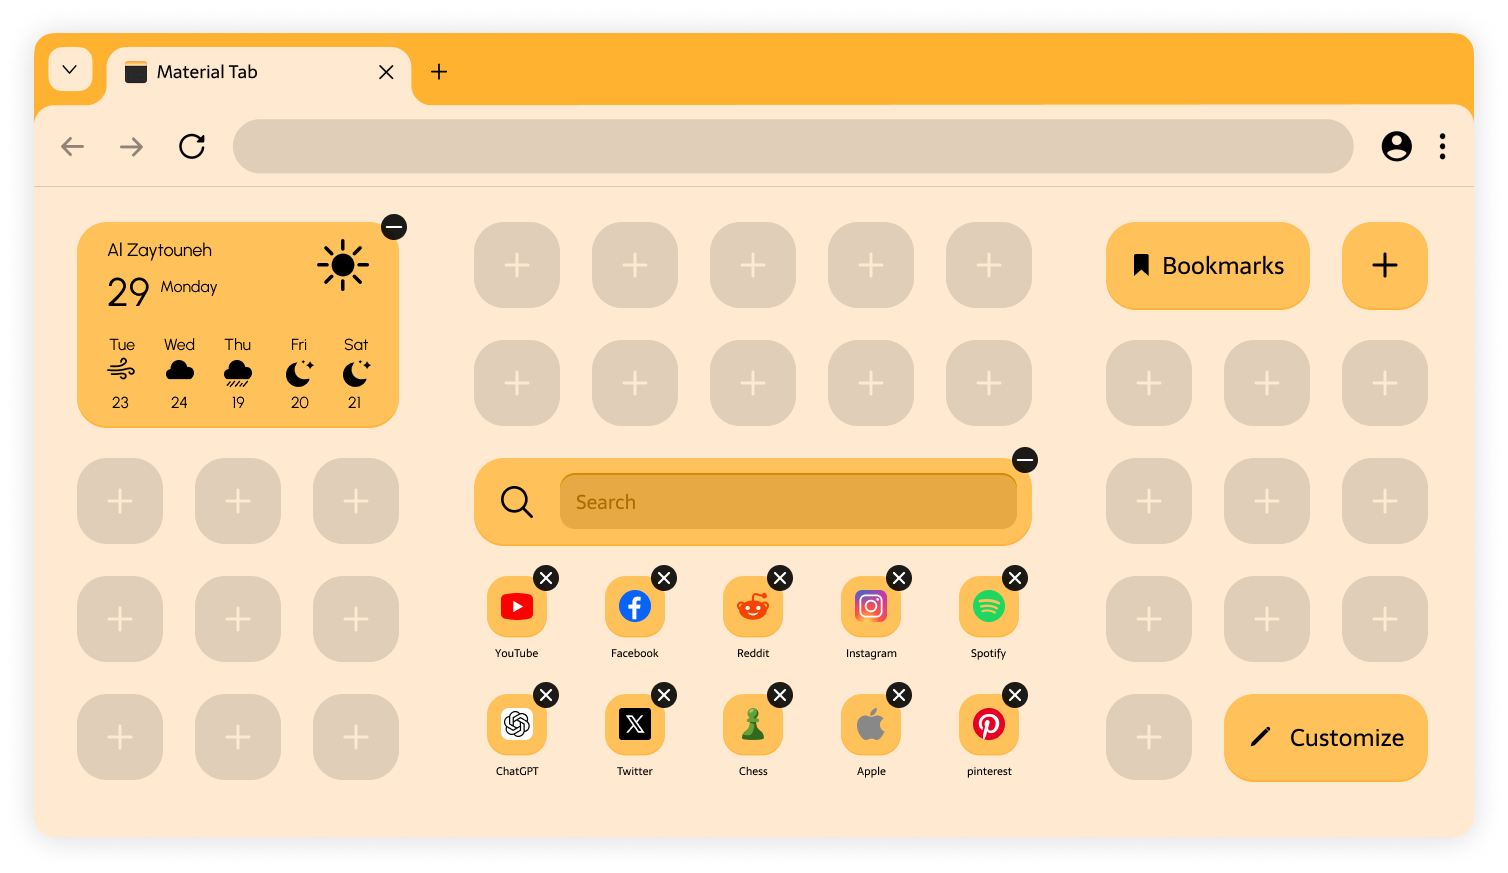 Material Tab
Al Zaytouneh
29 Monday
Tue Wed Thu Fri Sat
23 24 19 20 21
Bookmarks
Search
YouTube Facebook Reddit Instagram Spotify
ChatGPT Twitter Chess Apple pinterest
Customize